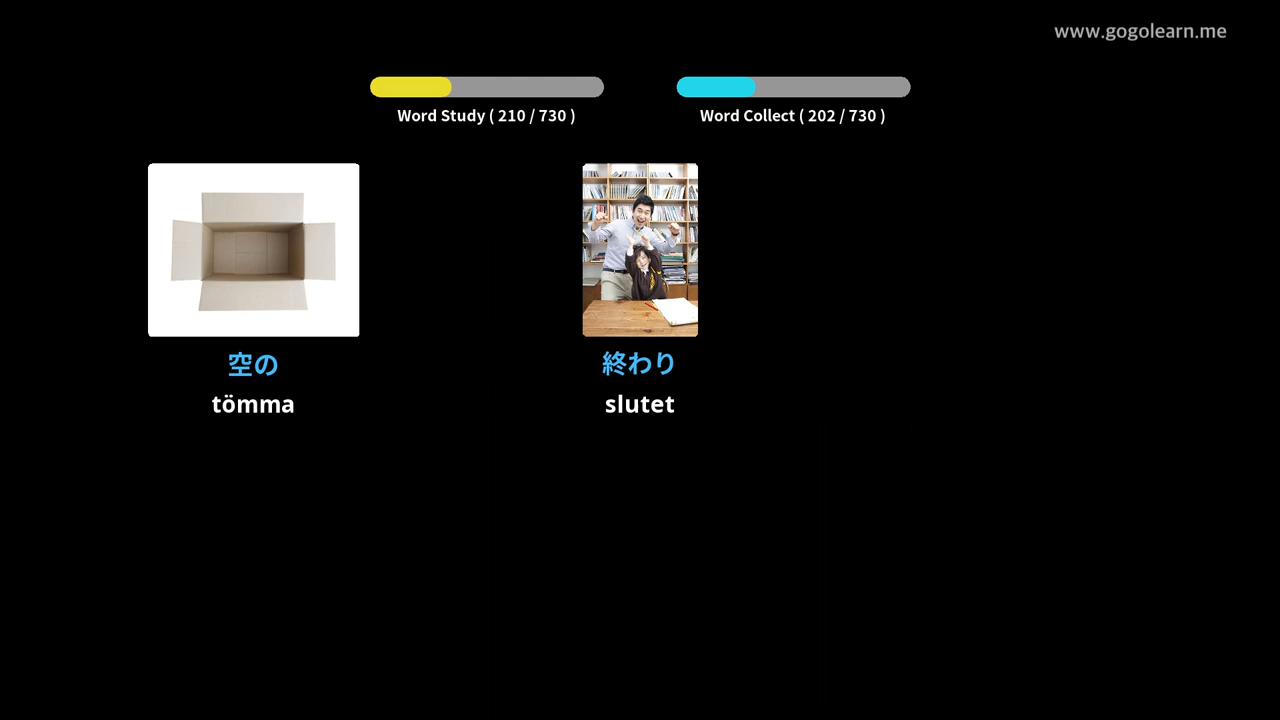 www.gogolearn.me
Word Study ( 210 / 730 )
Word Collect ( 202 / 730 )
空の
tömma
終わり
slutet